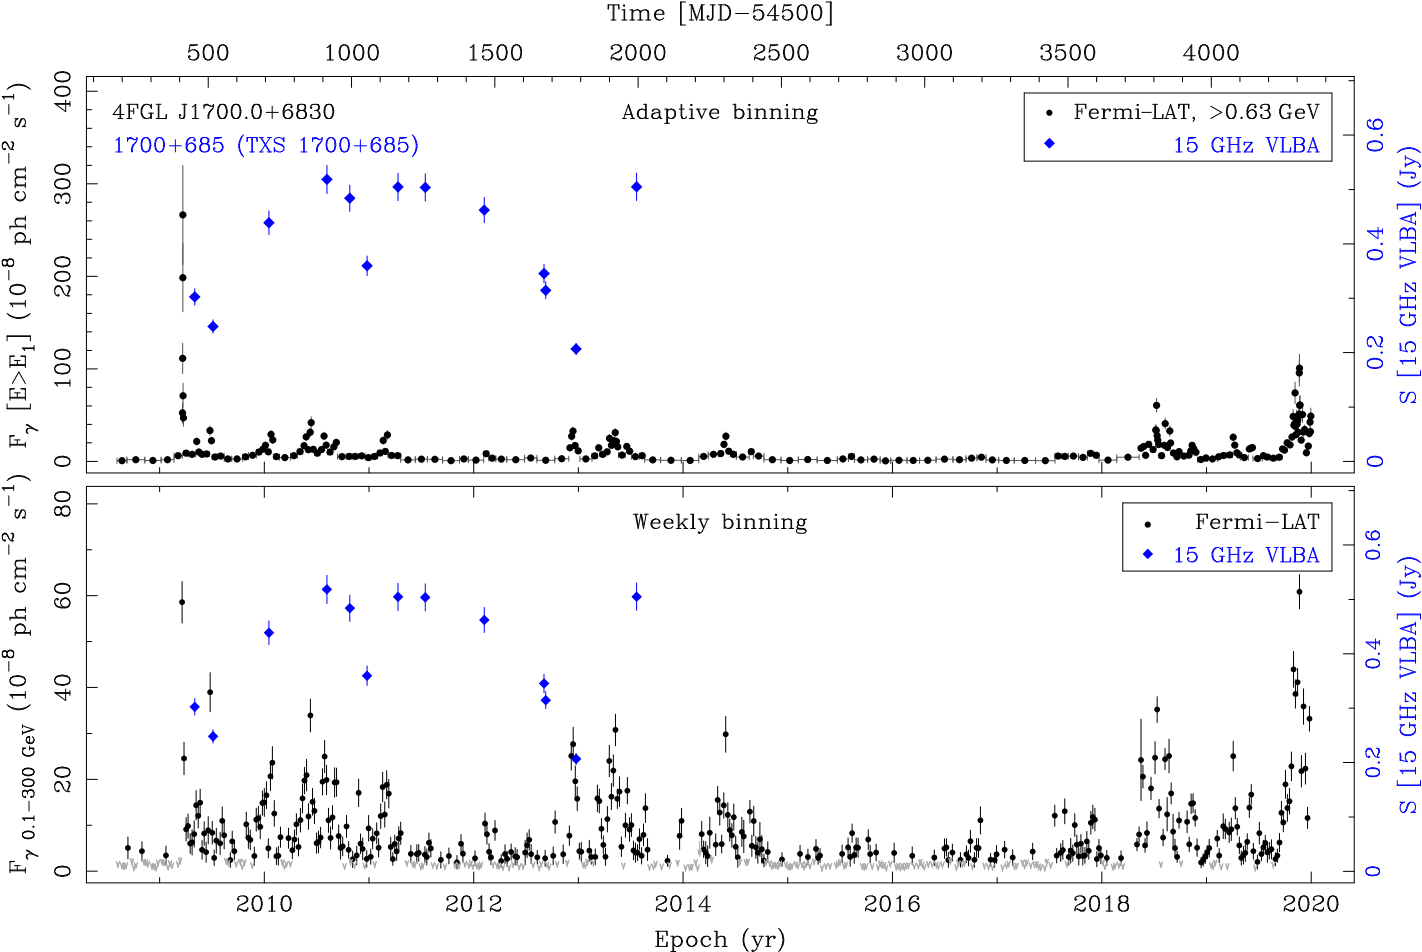 Time [MJD−54500]
500 1000 1500 2000 2500 3000 3500 4000
4FGL J1700.0+6830
1700+685 (TXS 1700+685)
Adaptive binning
Fermi−LAT, >0.63 GeV
15 GHz VLBA
F_γ [E>E_1] (10^−8 ph cm^−2 s^−1)
400
300
200
100
0
0.6
0.4
0.2
0
S [15 GHz VLBA] (Jy)
Weekly binning
Fermi−LAT
15 GHz VLBA
F_γ 0.1−300 GeV (10^−8 ph cm^−2 s^−1)
80
60
40
20
0
0.6
0.4
0.2
0
S [15 GHz VLBA] (Jy)
2010 2012 2014 2016 2018 2020
Epoch (yr)